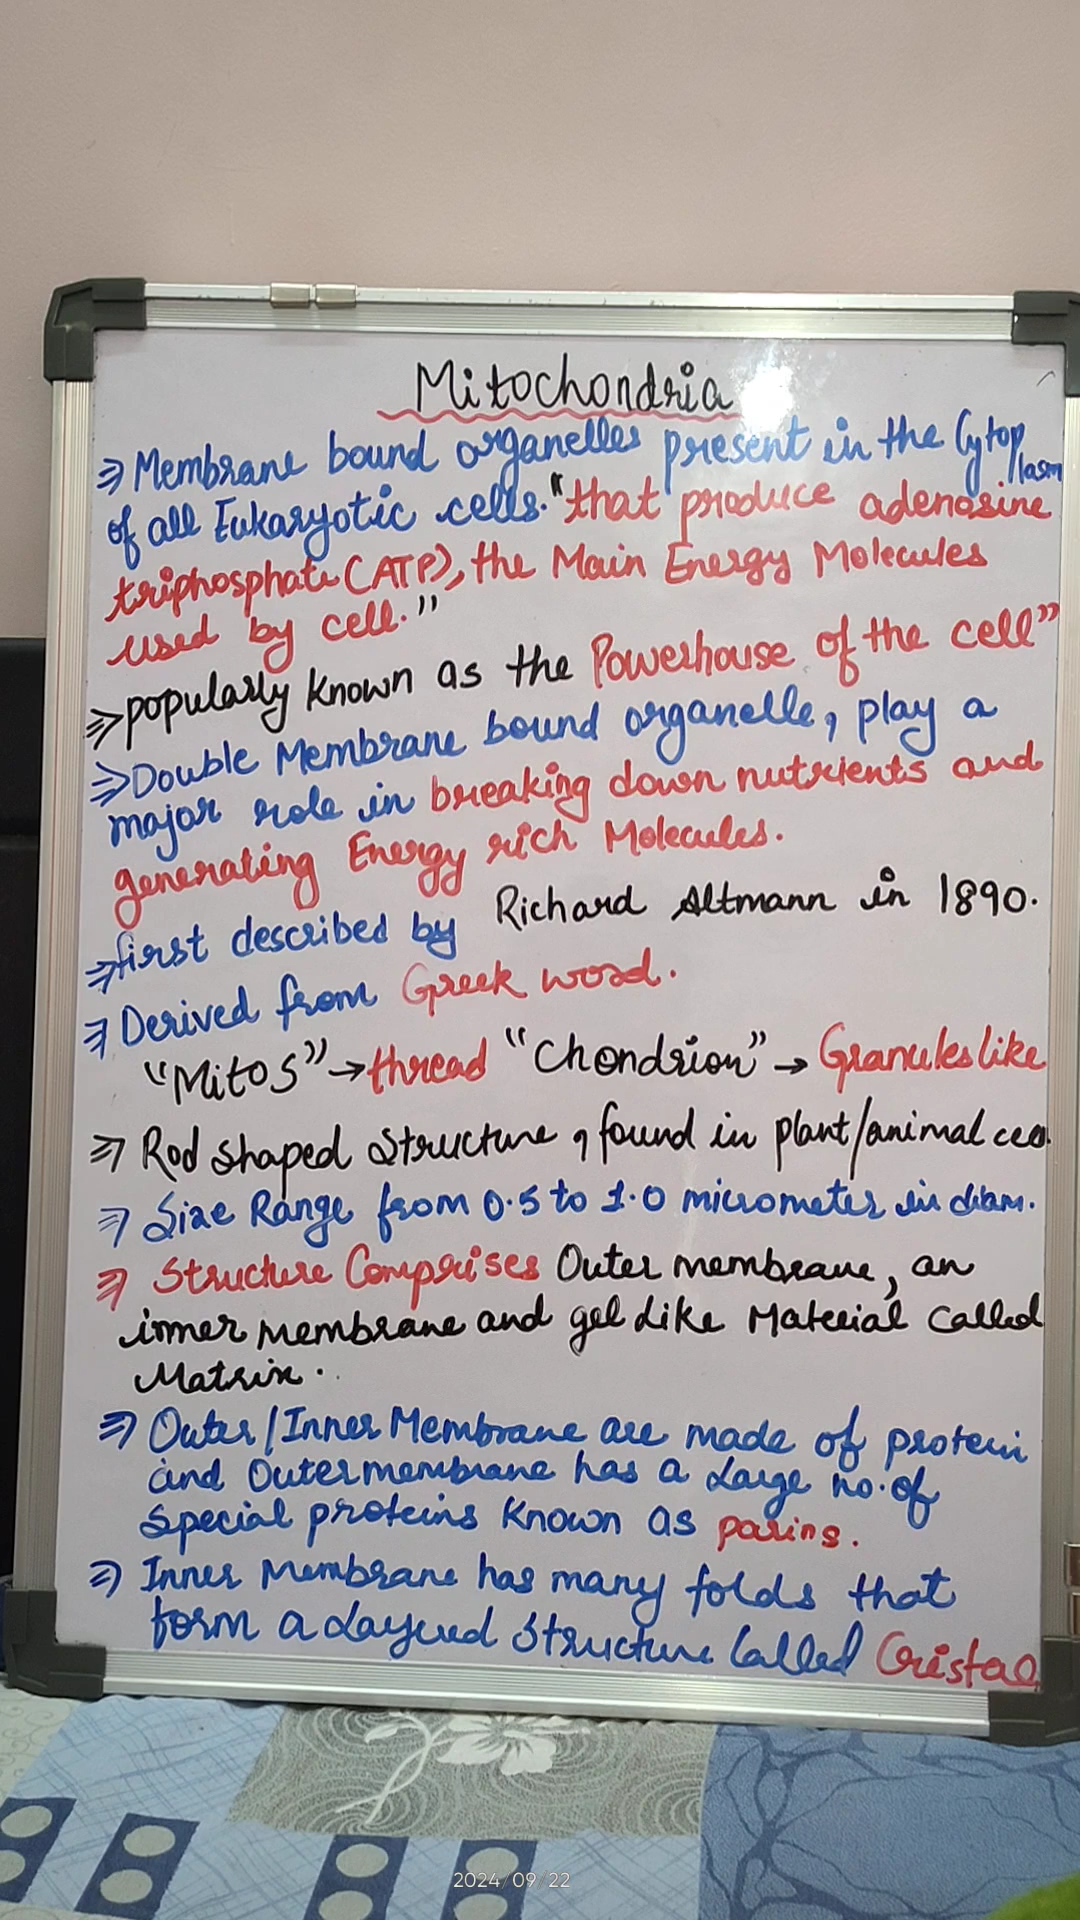 Mitochondria
⇒ Membrane bound organelles present in the Cytoplasm
of all Eukaryotic cells. "that produce adenosine
triphosphate (ATP), the Main Energy Molecules
used by cell."
⇒ popularly known as the Powerhouse of the cell"
⇒ Double Membrane bound organelle, play a
major role in breaking down nutrients and
generating Energy rich Molecules.
⇒ first described by Richard Altmann in 1890.
⇒ Derived from Greek word.
"Mitos" → thread "Chondrion" → Granules like
⇒ Rod shaped structure, found in plant/animal
⇒ Size Range from 0.5 to 1.0 micrometer in diam.
⇒ Structure Comprises Outer membrane, an
inner membrane and gel like Material Called
Matrix.
⇒ Outer/Inner Membrane are made of protein
and Outermembrane has a Large no. of
special proteins known as porins.
⇒ Inner Membrane has many folds that
form a Layered Structure Called Cristae
2024/09/22